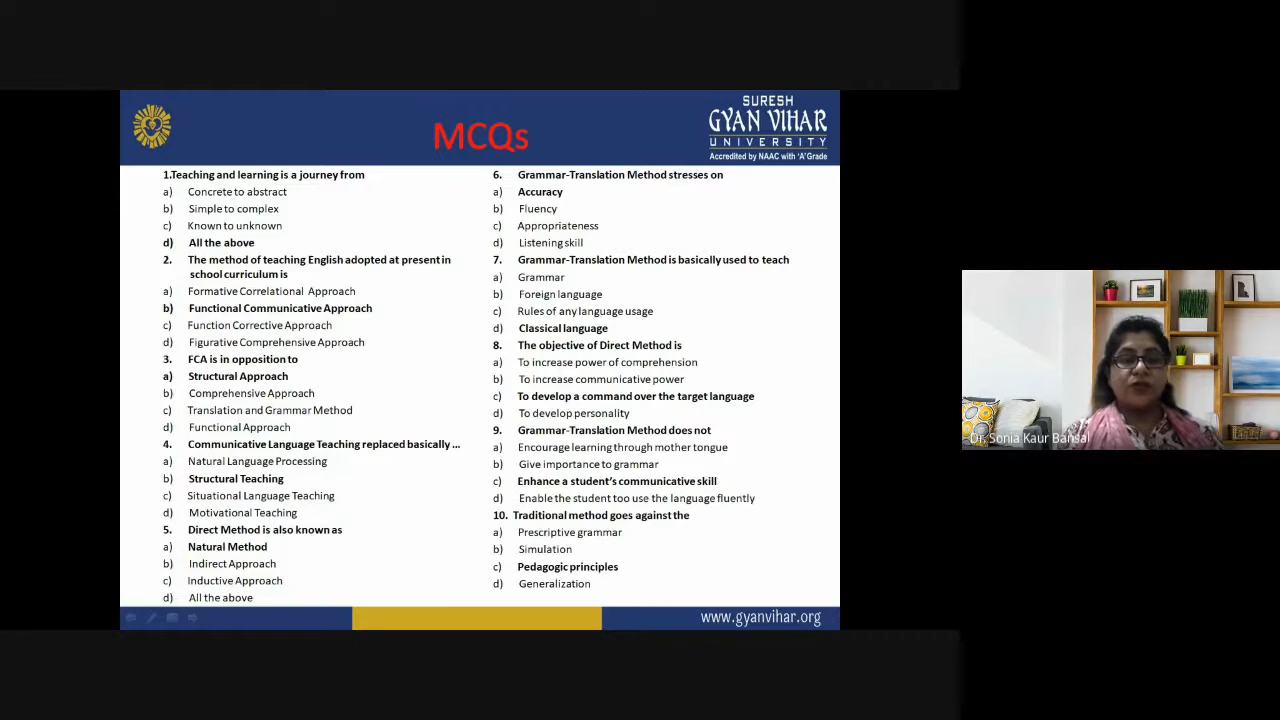 SURESH
GYAN VIHAR
UNIVERSITY
Accredited by NAAC with 'A'Grade
MCQs
1.Teaching and learning is a journey from
a) Concrete to abstract
b) Simple to complex
c) Known to unknown
d) All the above
2. The method of teaching English adopted at present in
school curriculum is
a) Formative Correlational Approach
b) Functional Communicative Approach
c) Function Corrective Approach
d) Figurative Comprehensive Approach
3. FCA is in opposition to
a) Structural Approach
b) Comprehensive Approach
c) Translation and Grammar Method
d) Functional Approach
4. Communicative Language Teaching replaced basically ...
a) Natural Language Processing
b) Structural Teaching
c) Situational Language Teaching
d) Motivational Teaching
5. Direct Method is also known as
a) Natural Method
b) Indirect Approach
c) Inductive Approach
d) All the above
6. Grammar-Translation Method stresses on
a) Accuracy
b) Fluency
c) Appropriateness
d) Listening skill
7. Grammar-Translation Method is basically used to teach
a) Grammar
b) Foreign language
c) Rules of any language usage
d) Classical language
8. The objective of Direct Method is
a) To increase power of comprehension
b) To increase communicative power
c) To develop a command over the target language
d) To develop personality
9. Grammar-Translation Method does not
a) Encourage learning through mother tongue
b) Give importance to grammar
c) Enhance a student's communicative skill
d) Enable the student too use the language fluently
10. Traditional method goes against the
a) Prescriptive grammar
b) Simulation
c) Pedagogic principles
d) Generalization
www.gyanvihar.org
Dr. Sonia Kaur Bansal